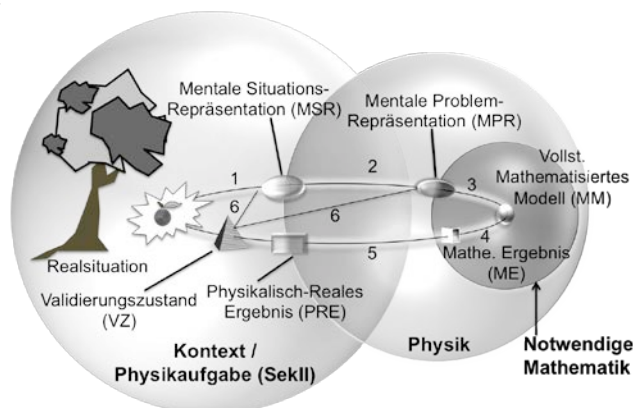 Mentale Situations-
Repräsentation (MSR)
Mentale Problem-
Repräsentation (MPR)
Vollst.
Mathematisiertes
Modell (MM)
1
2
3
6
6
4
5
Mathe. Ergebnis
(ME)
Realsituation
Validierungszustand
(VZ)
Physikalisch-Reales
Ergebnis (PRE)
Kontext /
Physikaufgabe (SekII)
Physik
Notwendige
Mathematik